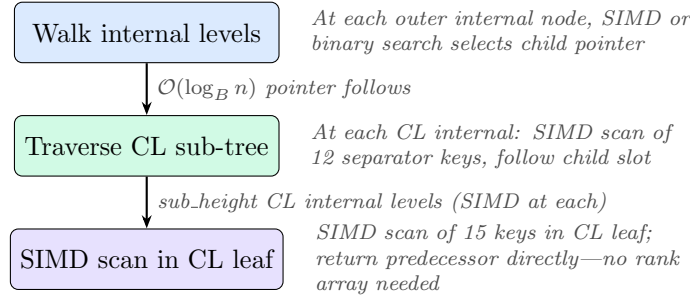 Walk internal levels
At each outer internal node, SIMD or
binary search selects child pointer
O(log_B n) pointer follows
Traverse CL sub-tree
At each CL internal: SIMD scan of
12 separator keys, follow child slot
sub_height CL internal levels (SIMD at each)
SIMD scan in CL leaf
SIMD scan of 15 keys in CL leaf;
return predecessor directly—no rank
array needed